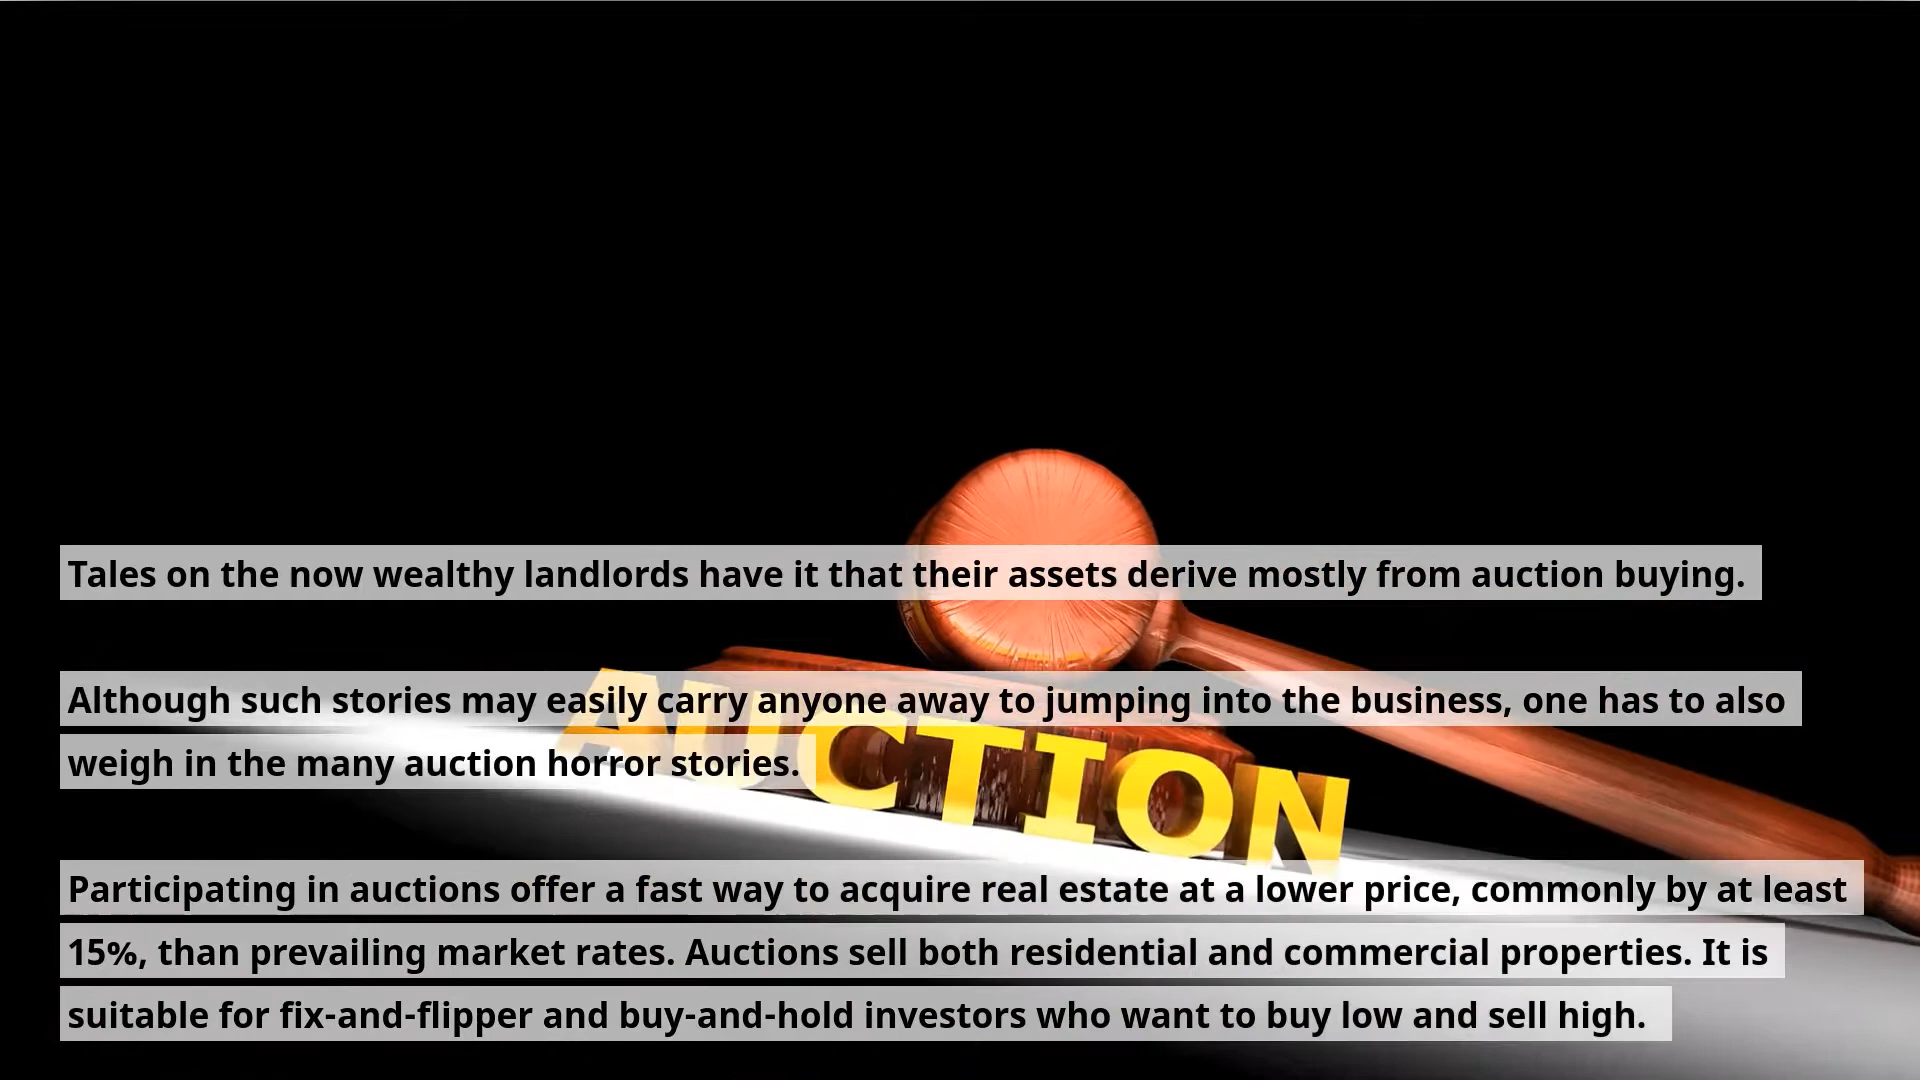 Tales on the now wealthy landlords have it that their assets derive mostly from auction buying.
Although such stories may easily carry anyone away to jumping into the business, one has to also
weigh in the many auction horror stories.
AUCTION
Participating in auctions offer a fast way to acquire real estate at a lower price, commonly by at least
15%, than prevailing market rates. Auctions sell both residential and commercial properties. It is
suitable for fix-and-flipper and buy-and-hold investors who want to buy low and sell high.